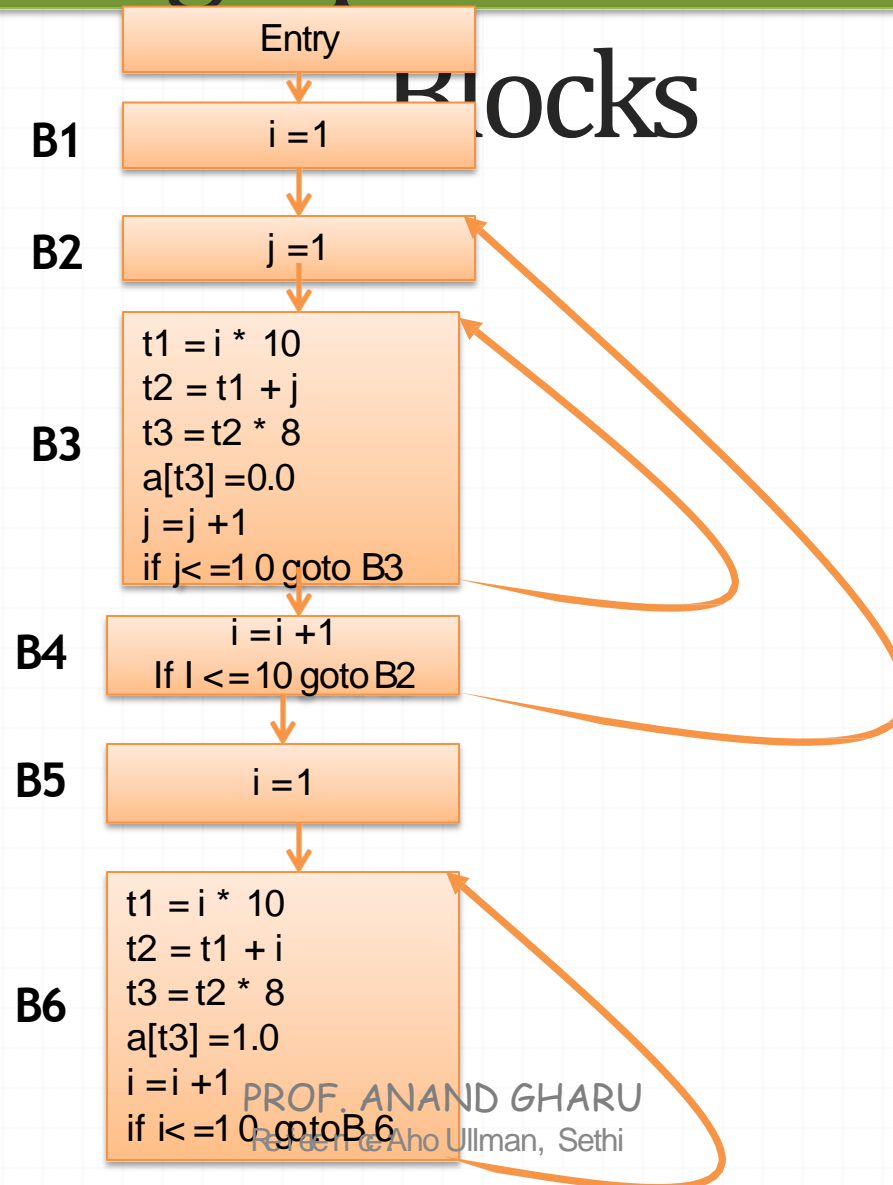 Entry
Blocks
B1
i =1
B2
j =1
B3
t1 = i * 10
t2 = t1 + j
t3 = t2 * 8
a[t3] =0.0
j = j +1
if j< =1 0 goto B3
B4
i = i +1
If I < = 10 goto B2
B5
i =1
B6
t1 = i * 10
t2 = t1 + i
t3 = t2 * 8
a[t3] =1.0
i = i +1
PROF. ANAND GHARU
if i< =1 0 gotoB 6
Aho Ullman, Sethi